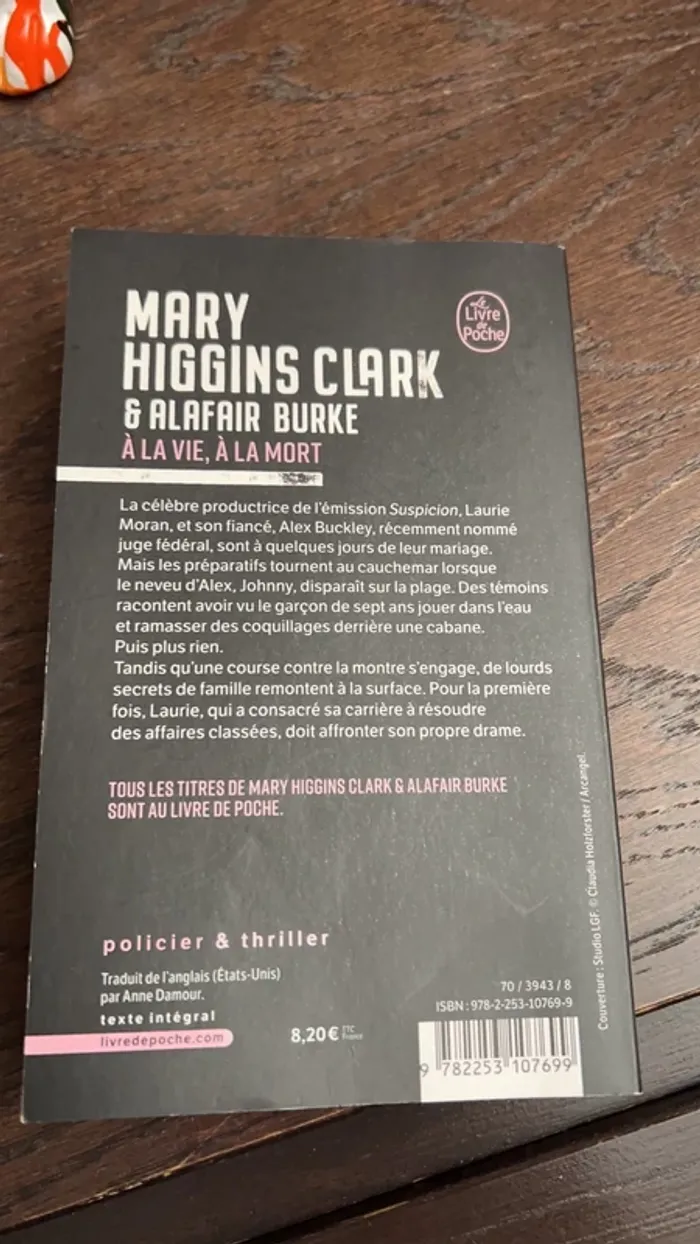 Le
Livre
de
Poche
MARY
HIGGINS CLARK
& ALAFAIR BURKE
À LA VIE, À LA MORT
La célèbre productrice de l'émission Suspicion, Laurie
Moran, et son fiancé, Alex Buckley, récemment nommé
juge fédéral, sont à quelques jours de leur mariage.
Mais les préparatifs tournent au cauchemar lorsque
le neveu d'Alex, Johnny, disparaît sur la plage. Des témoins
racontent avoir vu le garçon de sept ans jouer dans l'eau
et ramasser des coquillages derrière une cabane.
Puis plus rien.
Tandis qu'une course contre la montre s'engage, de lourds
secrets de famille remontent à la surface. Pour la première
fois, Laurie, qui a consacré sa carrière à résoudre
des affaires classées, doit affronter son propre drame.
TOUS LES TITRES DE MARY HIGGINS CLARK & ALAFAIR BURKE
SONT AU LIVRE DE POCHE.
policier & thriller
Traduit de l'anglais (États-Unis)
par Anne Damour.
texte intégral
livredepoche.com
8,20 € TTC
France
70 / 3943 / 8
ISBN : 978-2-253-10769-9
9 782253 107699
Couverture : Studio LGF. © Claudia Holzforster / Arcangel.